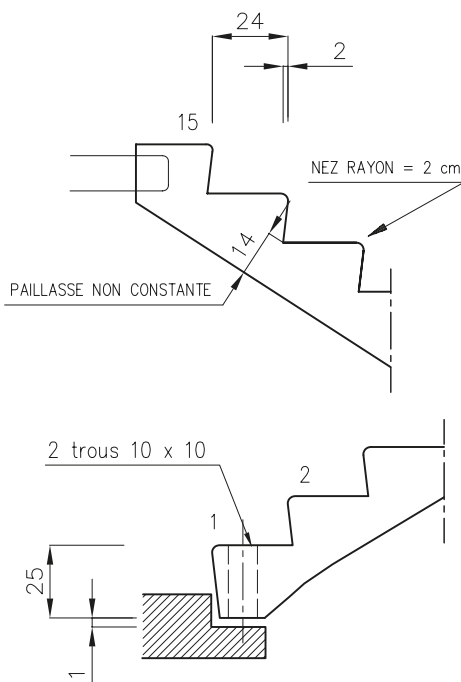 24
2
15
NEZ RAYON = 2 cm
14
PAILLASSE NON CONSTANTE
2 trous 10 x 10
2
1
25
1